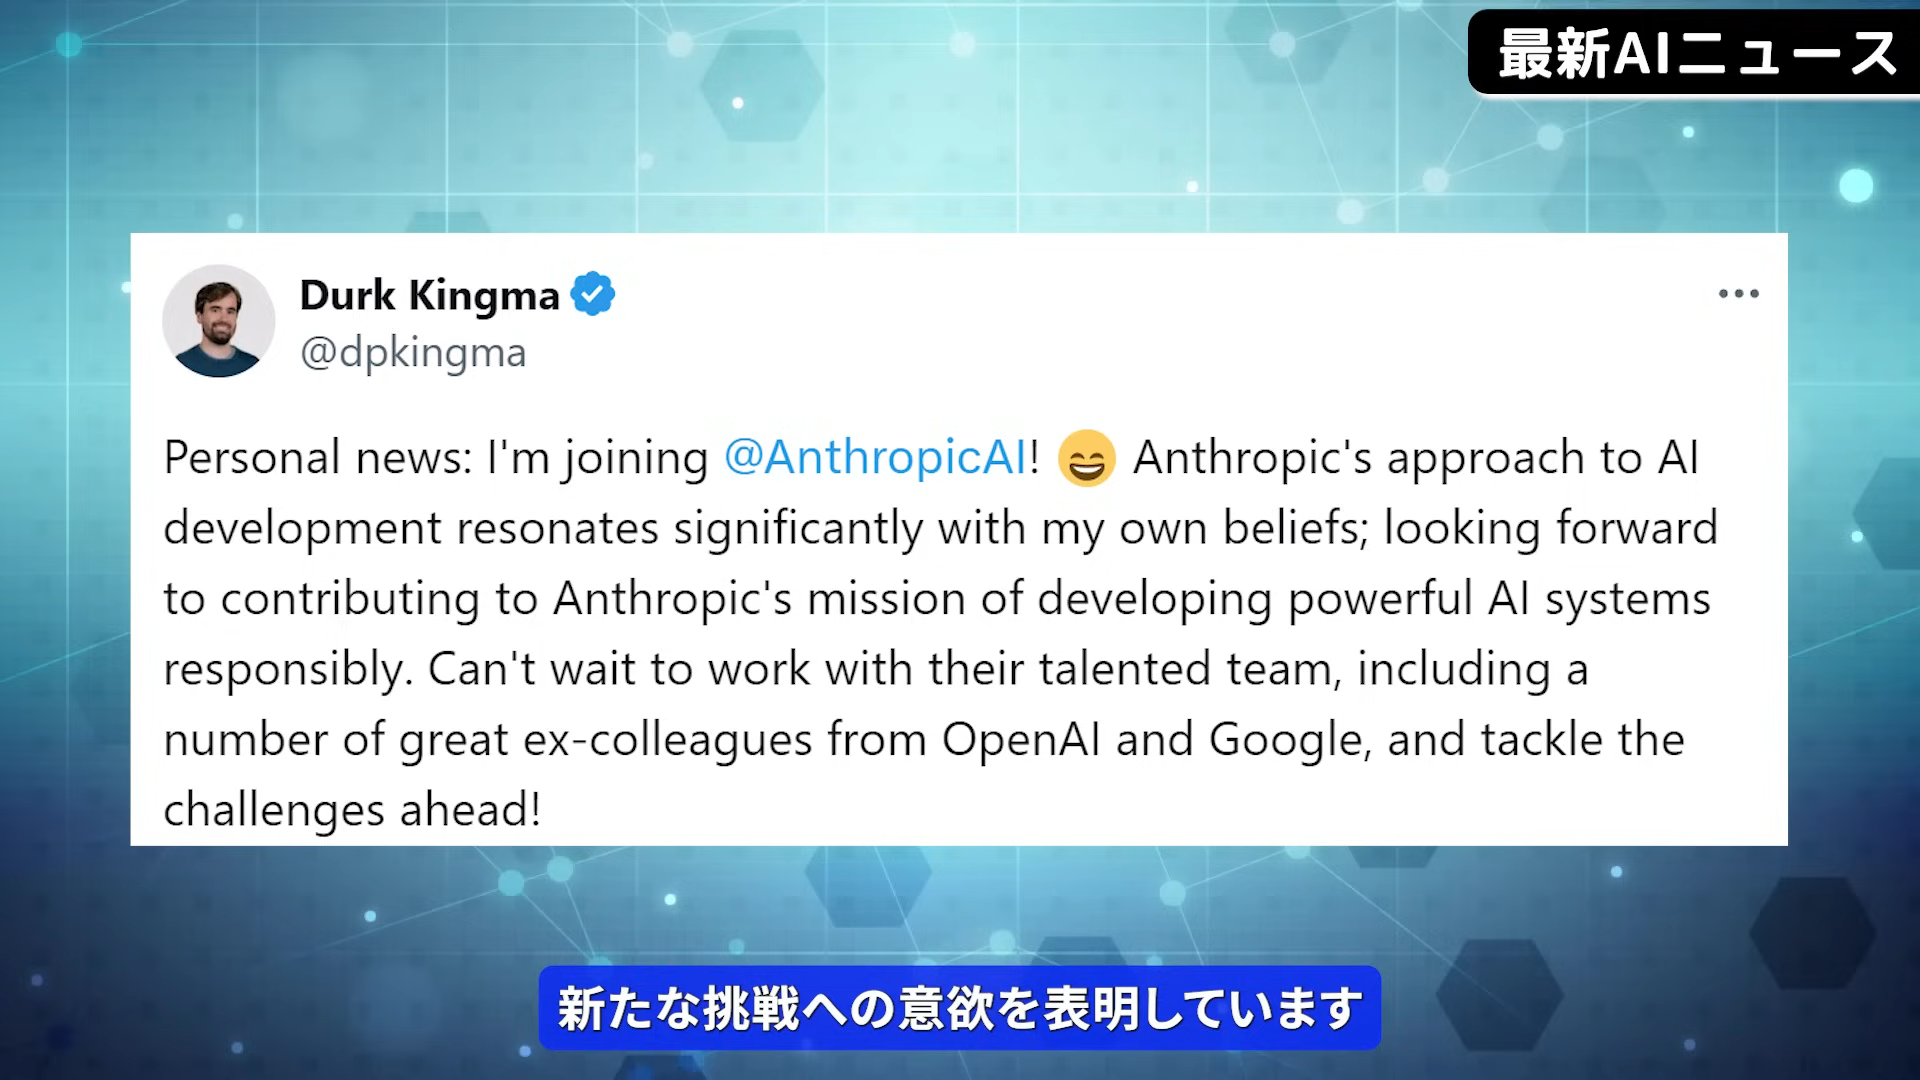 最新AIニュース
Durk Kingma
@dpkingma
Personal news: I'm joining @AnthropicAI! 😄 Anthropic's approach to AI
development resonates significantly with my own beliefs; looking forward
to contributing to Anthropic's mission of developing powerful AI systems
responsibly. Can't wait to work with their talented team, including a
number of great ex-colleagues from OpenAI and Google, and tackle the
challenges ahead!
新たな挑戦への意欲を表明しています